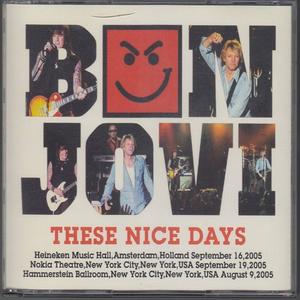 BON
JOVI
THESE NICE DAYS
Heineken Music Hall,Amsterdam,Holland September 16,2005
Nokia Theatre,New York City,New York,USA September 19,2005
Hammerstein Ballroom,New York City,New York,USA August 9,2005